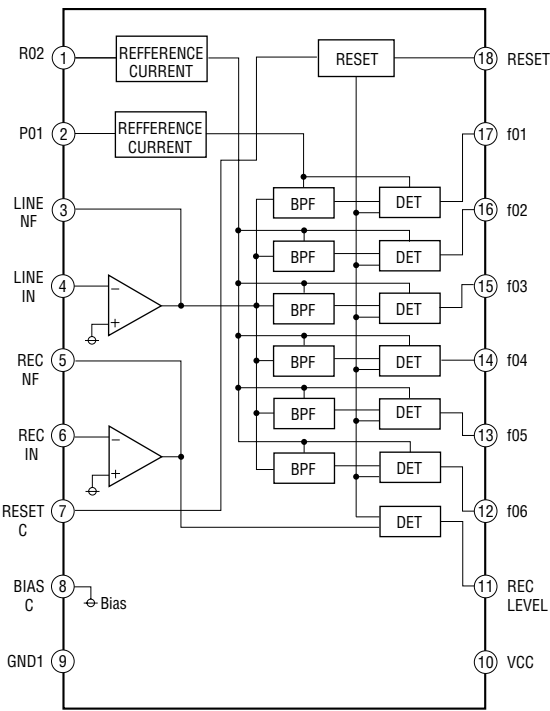 R02
1
REFFERENCE
CURRENT
RESET
18
RESET
P01
2
REFFERENCE
CURRENT
17
f01
LINE
NF
3
BPF
DET
16
f02
BPF
DET
LINE
IN
4
−
+
15
f03
BPF
DET
REC
NF
5
14
f04
BPF
DET
REC
IN
6
−
+
13
f05
BPF
DET
BPF
DET
RESET
C
7
12
f06
DET
BIAS
C
8
Bias
11
REC
LEVEL
GND1
9
10
VCC